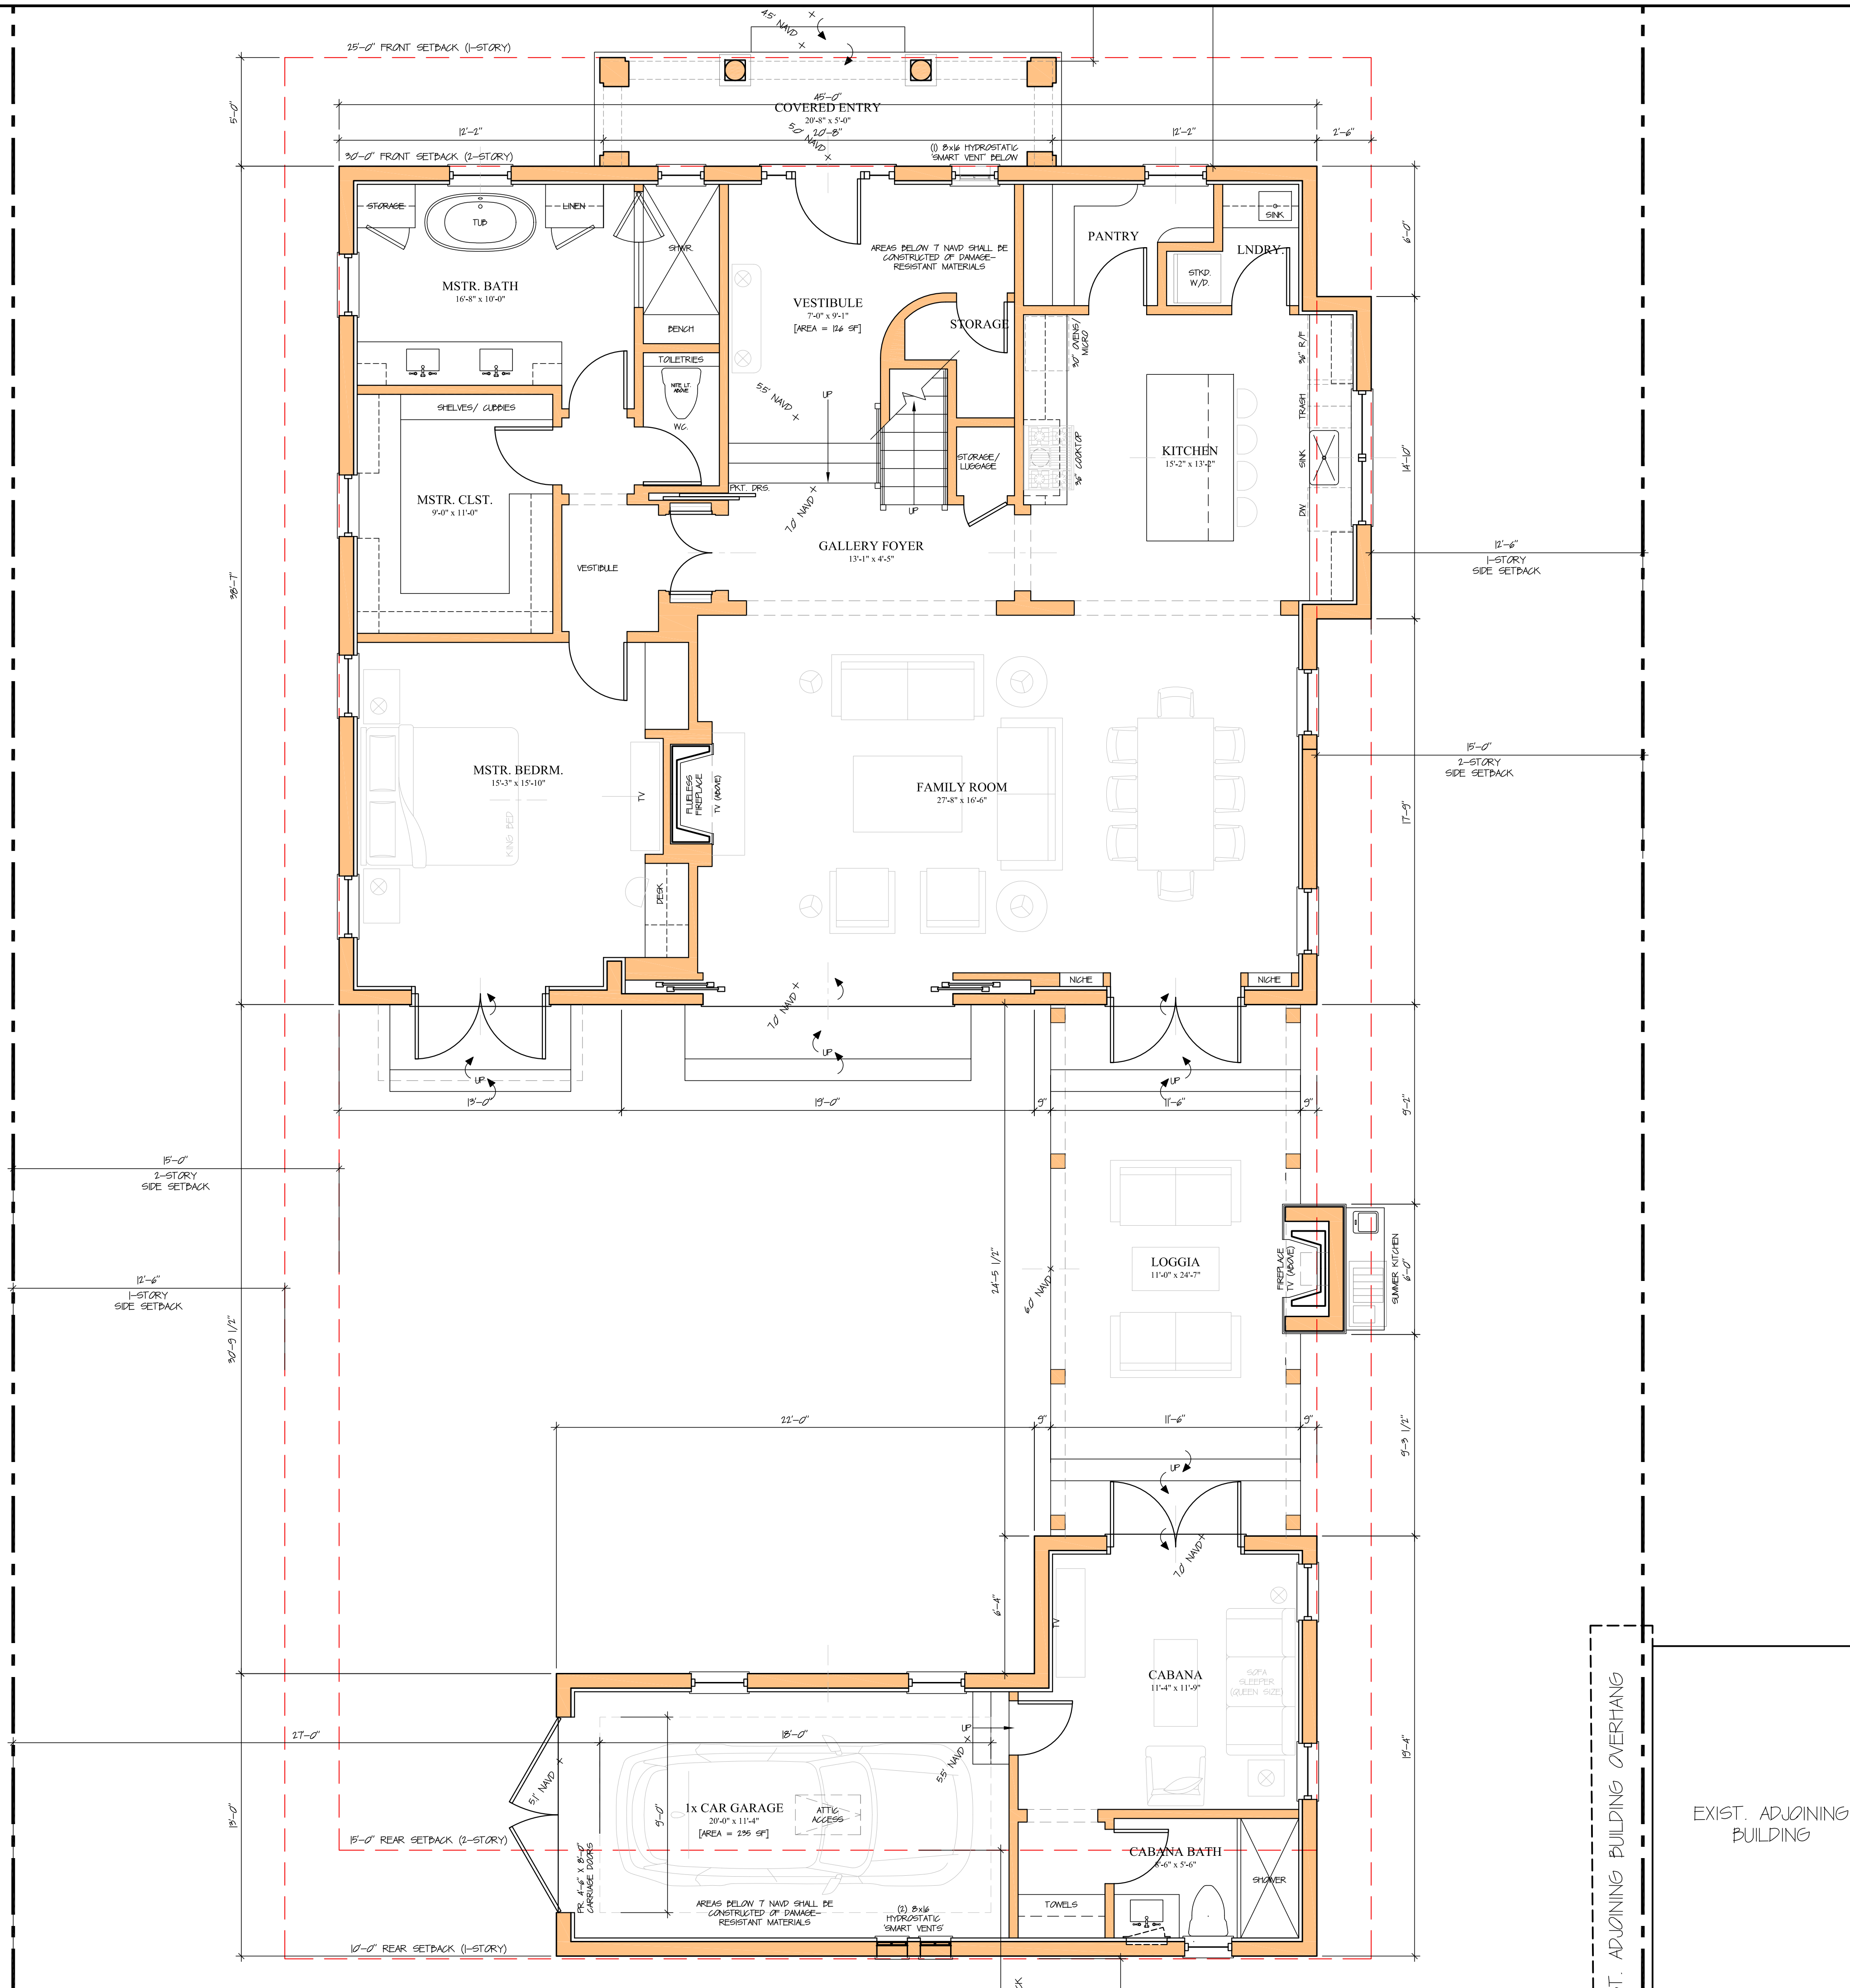 45' NAVD
25'-0" FRONT SETBACK (1-STORY)
5'-0"
45'-0"
COVERED ENTRY
20'-8" x 5'-0"
12'-2"
20'-8"
5.0' NAVD
12'-2"
2'-6"
30'-0" FRONT SETBACK (2-STORY)
(1) 8x16 HYDROSTATIC
'SMART VENT' BELOW
STORAGE
TUB
LINEN
SHWR.
SINK
PANTRY
LNDRY.
6'-0"
AREAS BELOW 7' NAVD SHALL BE
CONSTRUCTED OF DAMAGE-
RESISTANT MATERIALS
STKD.
W/D.
MSTR. BATH
16'-8" x 10'-0"
VESTIBULE
7'-0" x 9'-1"
[AREA = 126 SF]
BENCH
STORAGE
30" OVENS/
MICRO
36" R/F
TOILETRIES
NITE LT.
ABOVE
5.5' NAVD
UP
SHELVES/ CUBBIES
W.C.
TRASH
KITCHEN
15'-2" x 13'-2"
STORAGE/
LUGGAGE
36" COOKTOP
SINK
14'-10"
PKT. DRS.
MSTR. CLST.
9'-0" x 11'-0"
7.0' NAVD
UP
DW
GALLERY FOYER
13'-1" x 4'-5"
VESTIBULE
12'-6"
1-STORY
SIDE SETBACK
38'-7"
15'-0"
2-STORY
SIDE SETBACK
MSTR. BEDRM.
15'-3" x 15'-10"
KING BED
TV
FLUELESS
FIREPLACE
TV (ABOVE)
FAMILY ROOM
27'-8" x 16'-6"
17'-9"
DESK
NICHE
NICHE
7.0' NAVD
UP
UP
UP
13'-0"
19'-0"
9"
11'-6"
9"
9'-2"
15'-0"
2-STORY
SIDE SETBACK
24'-5 1/2"
LOGGIA
11'-0" x 24'-7"
6.0' NAVD
FIREPLACE
TV (ABOVE)
SUMMER KITCHEN
6'-0"
12'-6"
1-STORY
SIDE SETBACK
30'-9 1/2"
22'-0"
9"
11'-6"
9"
9'-3 1/2"
UP
7.0' NAVD
6'-4"
TV
CABANA
11'-4" x 11'-9"
SOFA
SLEEPER
(QUEEN SIZE)
27'-0"
18'-0"
UP
5.5' NAVD
19'-4"
5.1' NAVD
13'-0"
9'-0"
1x CAR GARAGE
20'-0" x 11'-4"
[AREA = 235 SF]
ATTIC
ACCESS
15'-0" REAR SETBACK (2-STORY)
PR. 4'-6" X 8'-0"
CARRIAGE DOORS
CABANA BATH
8'-6" x 5'-6"
SHOWER
TOWELS
AREAS BELOW 7' NAVD SHALL BE
CONSTRUCTED OF DAMAGE-
RESISTANT MATERIALS
(2) 8x16
HYDROSTATIC
'SMART VENTS'
10'-0" REAR SETBACK (1-STORY)
ADJOINING BUILDING OVERHANG
EXIST. ADJOINING
BUILDING